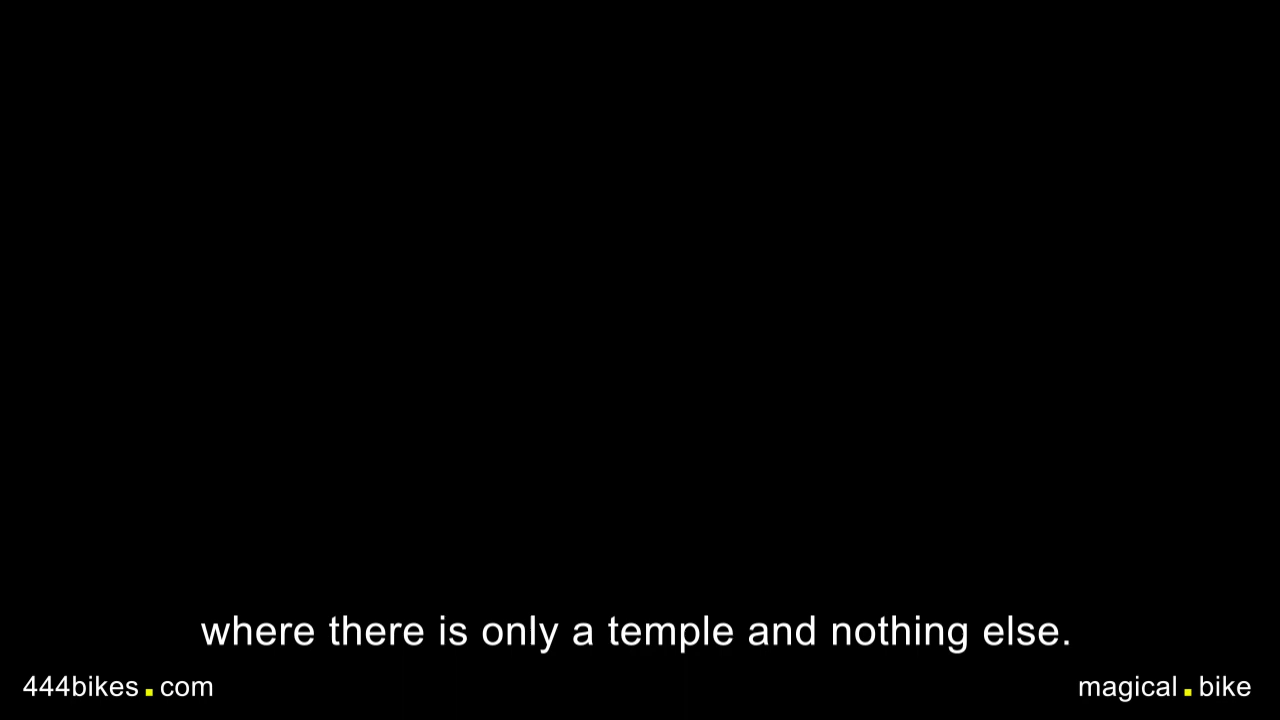 where there is only a temple and nothing else.
444bikes.com
magical.bike